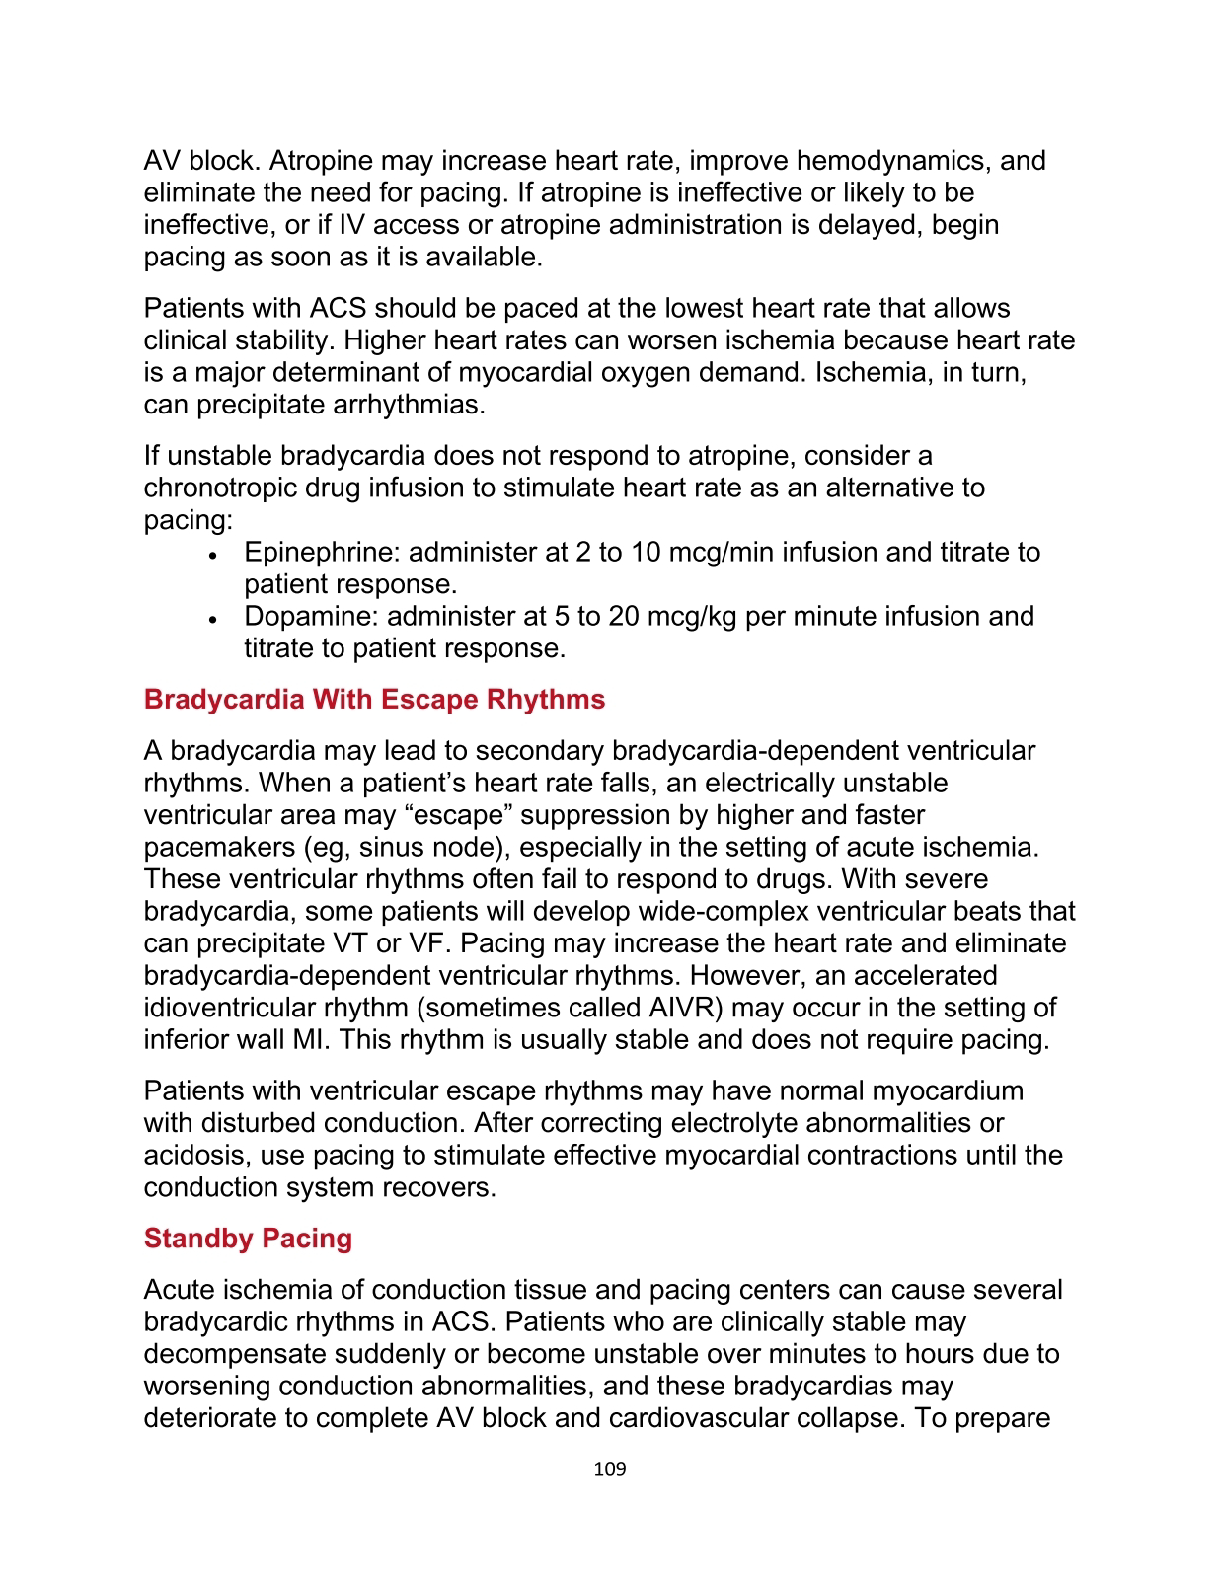 AV block. Atropine may increase heart rate, improve hemodynamics, and
eliminate the need for pacing. If atropine is ineffective or likely to be
ineffective, or if IV access or atropine administration is delayed, begin
pacing as soon as it is available.
Patients with ACS should be paced at the lowest heart rate that allows
clinical stability. Higher heart rates can worsen ischemia because heart rate
is a major determinant of myocardial oxygen demand. Ischemia, in turn,
can precipitate arrhythmias.
If unstable bradycardia does not respond to atropine, consider a
chronotropic drug infusion to stimulate heart rate as an alternative to
pacing:
• Epinephrine: administer at 2 to 10 mcg/min infusion and titrate to
patient response.
• Dopamine: administer at 5 to 20 mcg/kg per minute infusion and
titrate to patient response.
Bradycardia With Escape Rhythms
A bradycardia may lead to secondary bradycardia-dependent ventricular
rhythms. When a patient’s heart rate falls, an electrically unstable
ventricular area may “escape” suppression by higher and faster
pacemakers (eg, sinus node), especially in the setting of acute ischemia.
These ventricular rhythms often fail to respond to drugs. With severe
bradycardia, some patients will develop wide-complex ventricular beats that
can precipitate VT or VF. Pacing may increase the heart rate and eliminate
bradycardia-dependent ventricular rhythms. However, an accelerated
idioventricular rhythm (sometimes called AIVR) may occur in the setting of
inferior wall MI. This rhythm is usually stable and does not require pacing.
Patients with ventricular escape rhythms may have normal myocardium
with disturbed conduction. After correcting electrolyte abnormalities or
acidosis, use pacing to stimulate effective myocardial contractions until the
conduction system recovers.
Standby Pacing
Acute ischemia of conduction tissue and pacing centers can cause several
bradycardic rhythms in ACS. Patients who are clinically stable may
decompensate suddenly or become unstable over minutes to hours due to
worsening conduction abnormalities, and these bradycardias may
deteriorate to complete AV block and cardiovascular collapse. To prepare
109